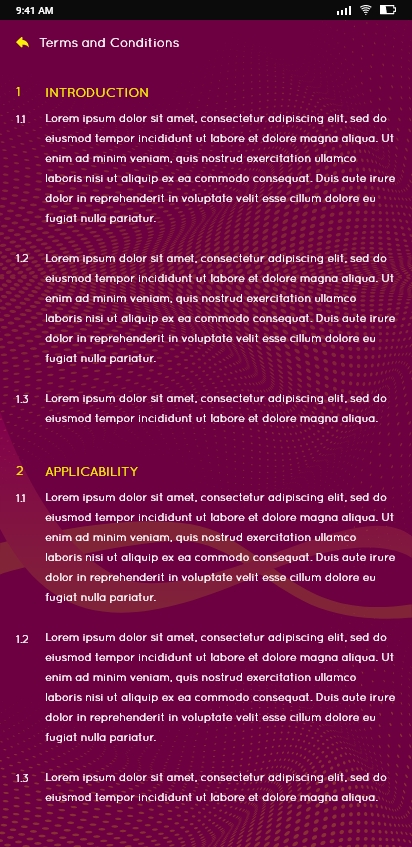 9:41 AM
Terms and Conditions
1 INTRODUCTION
1.1 Lorem ipsum dolor sit amet, consectetur adipiscing elit, sed do
eiusmod tempor incididunt ut labore et dolore magna aliqua. Ut
enim ad minim veniam, quis nostrud exercitation ullamco
laboris nisi ut aliquip ex ea commodo consequat. Duis aute irure
dolor in reprehenderit in voluptate velit esse cillum dolore eu
fugiat nulla pariatur.
1.2 Lorem ipsum dolor sit amet, consectetur adipiscing elit, sed do
eiusmod tempor incididunt ut labore et dolore magna aliqua. Ut
enim ad minim veniam, quis nostrud exercitation ullamco
laboris nisi ut aliquip ex ea commodo consequat. Duis aute irure
dolor in reprehenderit in voluptate velit esse cillum dolore eu
fugiat nulla pariatur.
1.3 Lorem ipsum dolor sit amet, consectetur adipiscing elit, sed do
eiusmod tempor incididunt ut labore et dolore magna aliqua.
2 APPLICABILITY
1.1 Lorem ipsum dolor sit amet, consectetur adipiscing elit, sed do
eiusmod tempor incididunt ut labore et dolore magna aliqua. Ut
enim ad minim veniam, quis nostrud exercitation ullamco
laboris nisi ut aliquip ex ea commodo consequat. Duis aute irure
dolor in reprehenderit in voluptate velit esse cillum dolore eu
fugiat nulla pariatur.
1.2 Lorem ipsum dolor sit amet, consectetur adipiscing elit, sed do
eiusmod tempor incididunt ut labore et dolore magna aliqua. Ut
enim ad minim veniam, quis nostrud exercitation ullamco
laboris nisi ut aliquip ex ea commodo consequat. Duis aute irure
dolor in reprehenderit in voluptate velit esse cillum dolore eu
fugiat nulla pariatur.
1.3 Lorem ipsum dolor sit amet, consectetur adipiscing elit, sed do
eiusmod tempor incididunt ut labore et dolore magna aliqua.